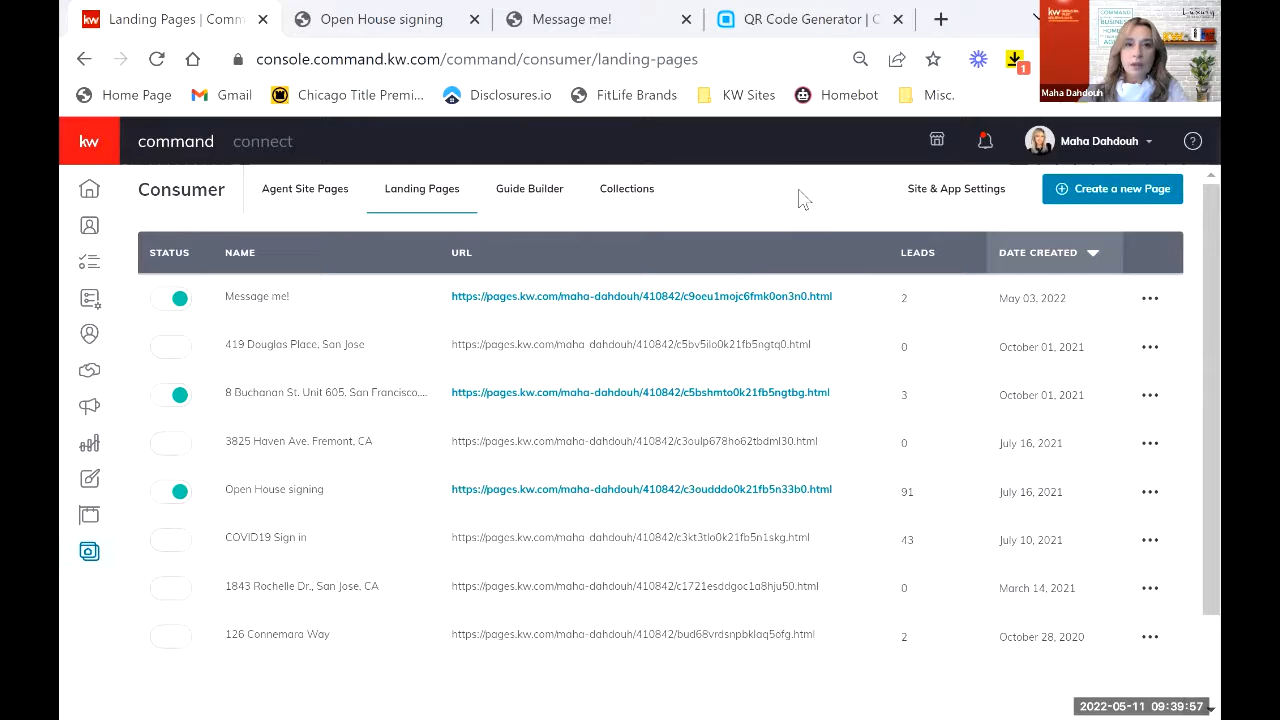 Landing Pages | Comm
Open House signing
Message me!
QR Code Generator | C
console.command.kw.com/command/consumer/landing-pages
1
Home Page
Gmail
Chicago Title Premi...
Dotsignals.io
FitLife Brands
KW Sites
Homebot
Misc.
kw
COMMAND
BUSINESS
HOME
Maha Dahdouh
kw
command
connect
Maha Dahdouh
?
Consumer
Agent Site Pages
Landing Pages
Guide Builder
Collections
Site & App Settings
Create a new Page
STATUS NAME URL LEADS DATE CREATED
Message me! https://pages.kw.com/maha-dahdouh/410842/c9oeu1mojc6fmk0on3n0.html 2 May 03, 2022
419 Douglas Place, San Jose https://pages.kw.com/maha-dahdouh/410842/c5bv5ilo0k21fb5ngtq0.html 0 October 01, 2021
8 Buchanan St. Unit 605, San Francisco,... https://pages.kw.com/maha-dahdouh/410842/c5bshmto0k21fb5ngtbg.html 3 October 01, 2021
3825 Haven Ave, Fremont, CA https://pages.kw.com/maha-dahdouh/410842/c3oulp678ho62tbdml30.html 0 July 16, 2021
Open House signing https://pages.kw.com/maha-dahdouh/410842/c3oudddo0k21fb5n33b0.html 91 July 16, 2021
COVID19 Sign in https://pages.kw.com/maha-dahdouh/410842/c3kt3tlo0k21fb5n1skg.html 43 July 10, 2021
1843 Rochelle Dr., San Jose, CA https://pages.kw.com/maha-dahdouh/410842/c1721esddgoc1a8hju50.html 0 March 14, 2021
126 Connemara Way https://pages.kw.com/maha-dahdouh/410842/bud68vrdsnpbklaq5ofg.html 2 October 28, 2020
2022-05-11 09:39:57